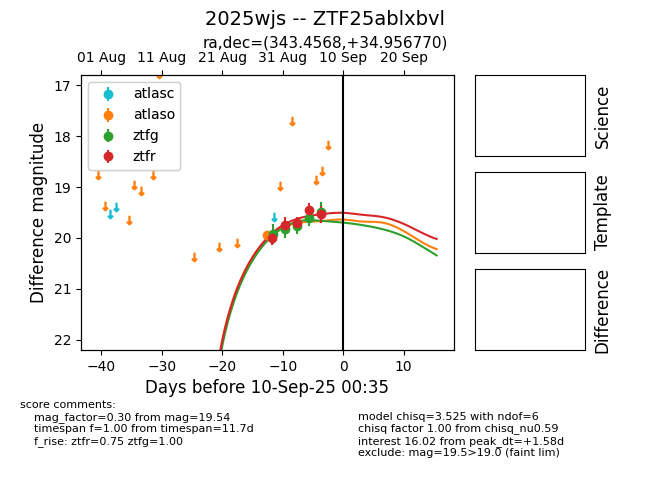 2025wjs -- ZTF25ablxbvl
ra,dec=(343.4568,+34.956770)
01 Aug 11 Aug 21 Aug 31 Aug 10 Sep 20 Sep
17
18
19
20
21
22
Difference magnitude
atlasc
atlaso
ztfg
ztfr
−40 −30 −20 −10 0 10
Days before 10-Sep-25 00:35
Science
Template
Difference
score comments:
mag_factor=0.30 from mag=19.54
timespan f=1.00 from timespan=11.7d
f_rise: ztfr=0.75 ztfg=1.00
model chisq=3.525 with ndof=6
chisq factor 1.00 from chisq_nu0.59
interest 16.02 from peak_dt=+1.58d
exclude: mag=19.5>19.0 (faint lim)